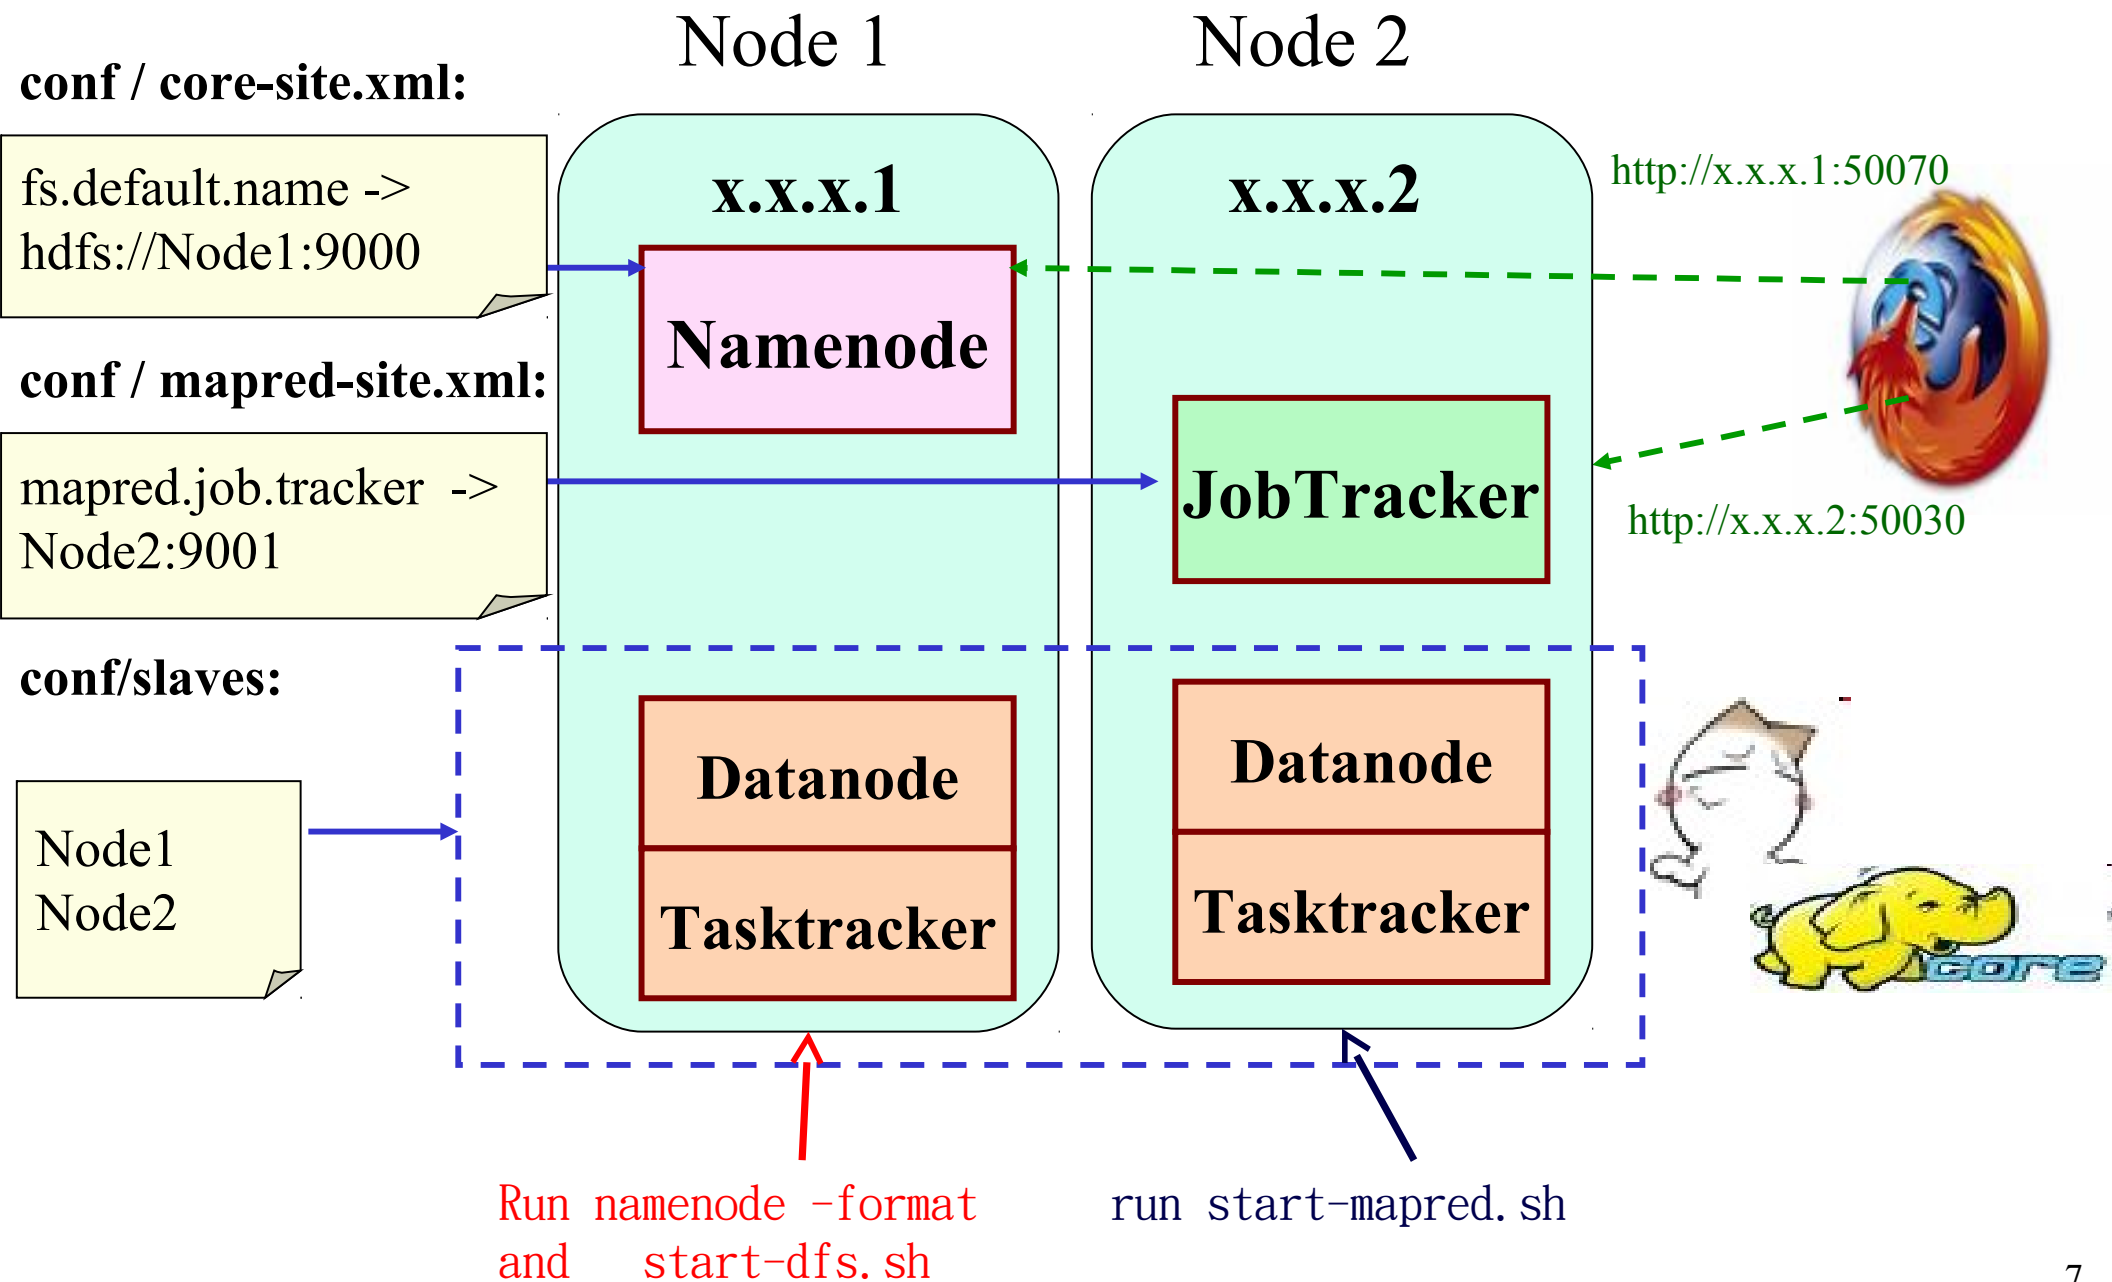 Node 1
Node 2
conf / core-site.xml:
fs.default.name ->
hdfs://Node1:9000
conf / mapred-site.xml:
mapred.job.tracker  ->
Node2:9001
conf/slaves:
Node1
Node2
x.x.x.1
Namenode
Datanode
Tasktracker
x.x.x.2
JobTracker
Datanode
Tasktracker
http://x.x.x.1:50070
http://x.x.x.2:50030
core
Run namenode -format
and   start-dfs.sh
run start-mapred.sh
7